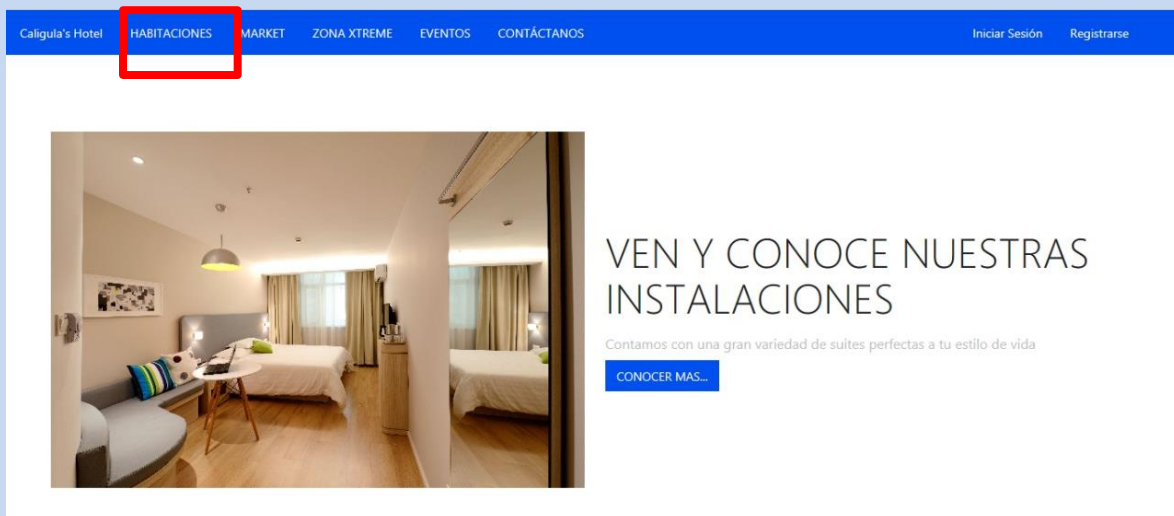 Caligula's Hotel HABITACIONES MARKET ZONA XTREME EVENTOS CONTÁCTANOS Iniciar Sesión Registrarse
VEN Y CONOCE NUESTRAS
INSTALACIONES
Contamos con una gran variedad de suites perfectas a tu estilo de vida
CONOCER MAS...